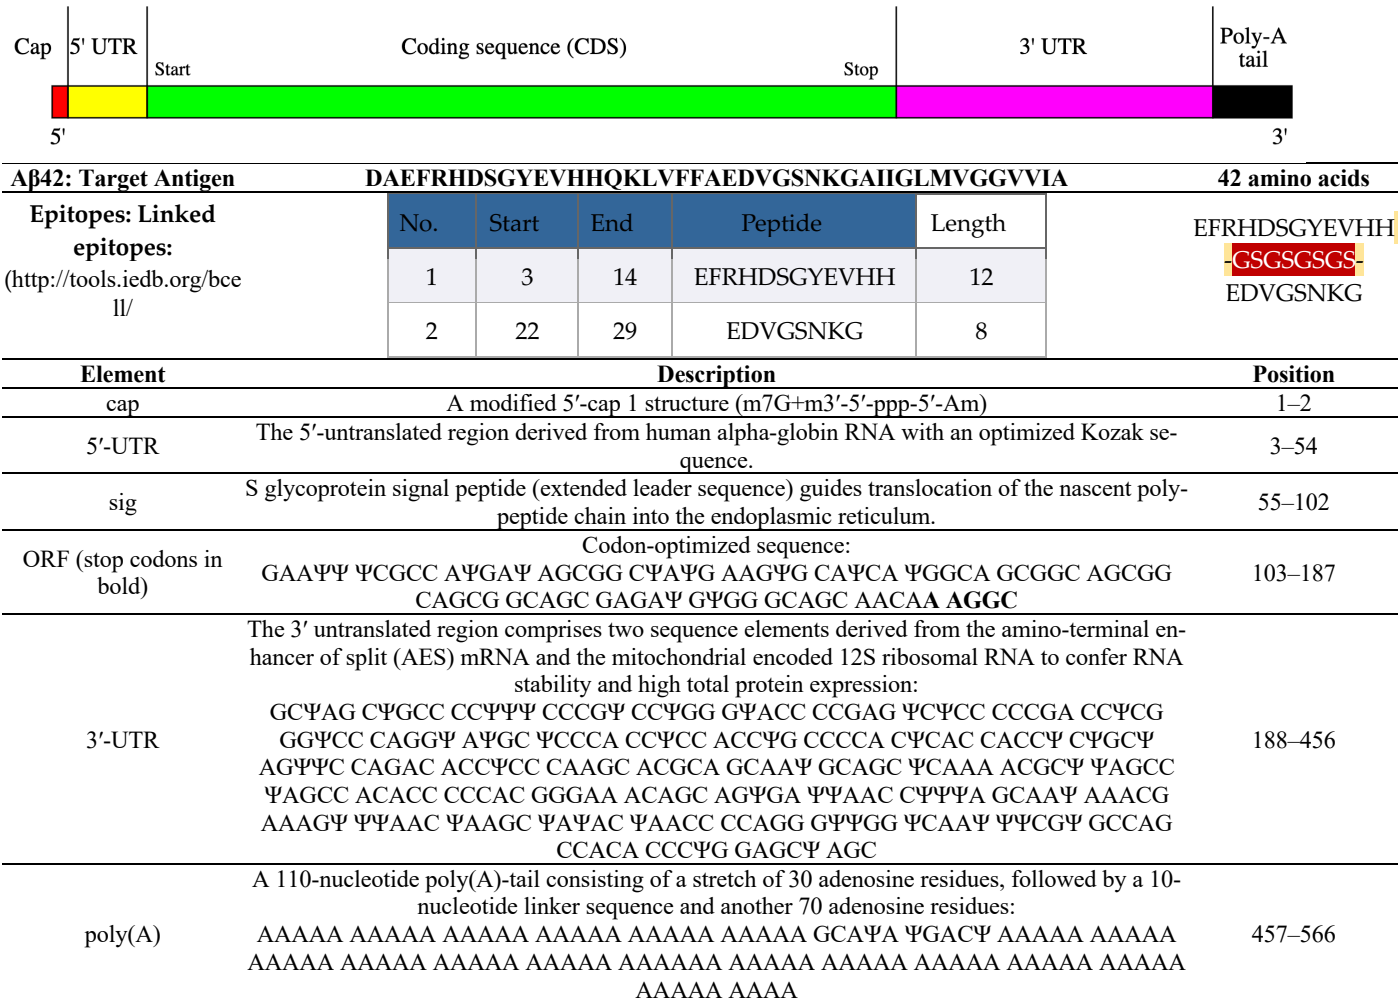 Cap 5' UTR Coding sequence (CDS) 3' UTR Poly-A tail
Start Stop
5' 3'
Aβ42: Target Antigen DAEFRHDSGYEVHHQKLVFFAEDVGSNKGAIIGLMVGGVVIA 42 amino acids
Epitopes: Linked epitopes:
(http://tools.iedb.org/bce
ll/
No. Start End Peptide Length
1 3 14 EFRHDSGYEVHH 12
2 22 29 EDVGSNKG 8
EFRHDSGYEVHH
-GSGSGSGS-
EDVGSNKG
Element Description Position
cap A modified 5′-cap 1 structure (m7G+m3′-5′-ppp-5′-Am) 1–2
5′-UTR The 5′-untranslated region derived from human alpha-globin RNA with an optimized Kozak se-
quence. 3–54
sig S glycoprotein signal peptide (extended leader sequence) guides translocation of the nascent poly-
peptide chain into the endoplasmic reticulum. 55–102
ORF (stop codons in
bold)
Codon-optimized sequence:
GAAΨΨ ΨCGCC AΨGAΨ AGCGG CΨAΨG AAGΨG CAΨCA ΨGGCA GCGGC AGCGG
CAGCG GCAGC GAGAΨ GΨGG GCAGC AACAA AGGC
103–187
The 3′ untranslated region comprises two sequence elements derived from the amino-terminal en-
hancer of split (AES) mRNA and the mitochondrial encoded 12S ribosomal RNA to confer RNA
stability and high total protein expression:
GCΨAG CΨGCC CCΨΨΨ CCCGΨ CCΨGG GΨACC CCGAG ΨCΨCC CCCGA CCΨCG
3′-UTR GGΨCC CAGGΨ AΨGC ΨCCCA CCΨCC ACCΨG CCCCA CΨCAC CACCΨ CΨGCΨ 188–456
AGΨΨC CAGAC ACCΨCC CAAGC ACGCA GCAAΨ GCAGC ΨCAAA ACGCΨ ΨAGCC
ΨAGCC ACACC CCCAC GGGAA ACAGC AGΨGA ΨΨAAC CΨΨΨA GCAAΨ AAACG
AAAGΨ ΨΨAAC ΨAAGC ΨAΨAC ΨAACC CCAGG GΨΨGG ΨCAAΨ ΨΨCGΨ GCCAG
CCACA CCCΨG GAGCΨ AGC
A 110-nucleotide poly(A)-tail consisting of a stretch of 30 adenosine residues, followed by a 10-
nucleotide linker sequence and another 70 adenosine residues:
poly(A) AAAAA AAAAA AAAAA AAAAA AAAAA AAAAA GCAΨA ΨGACΨ AAAAA AAAAA 457–566
AAAAA AAAAA AAAAA AAAAA AAAAAA AAAAA AAAAA AAAAA AAAAA AAAAA
AAAAA AAAA